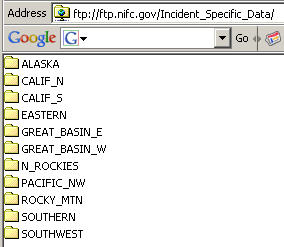 Address ftp://ftp.nifc.gov/Incident_Specific_Data/
Google G Go
ALASKA
CALIF_N
CALIF_S
EASTERN
GREAT_BASIN_E
GREAT_BASIN_W
N_ROCKIES
PACIFIC_NW
ROCKY_MTN
SOUTHERN
SOUTHWEST